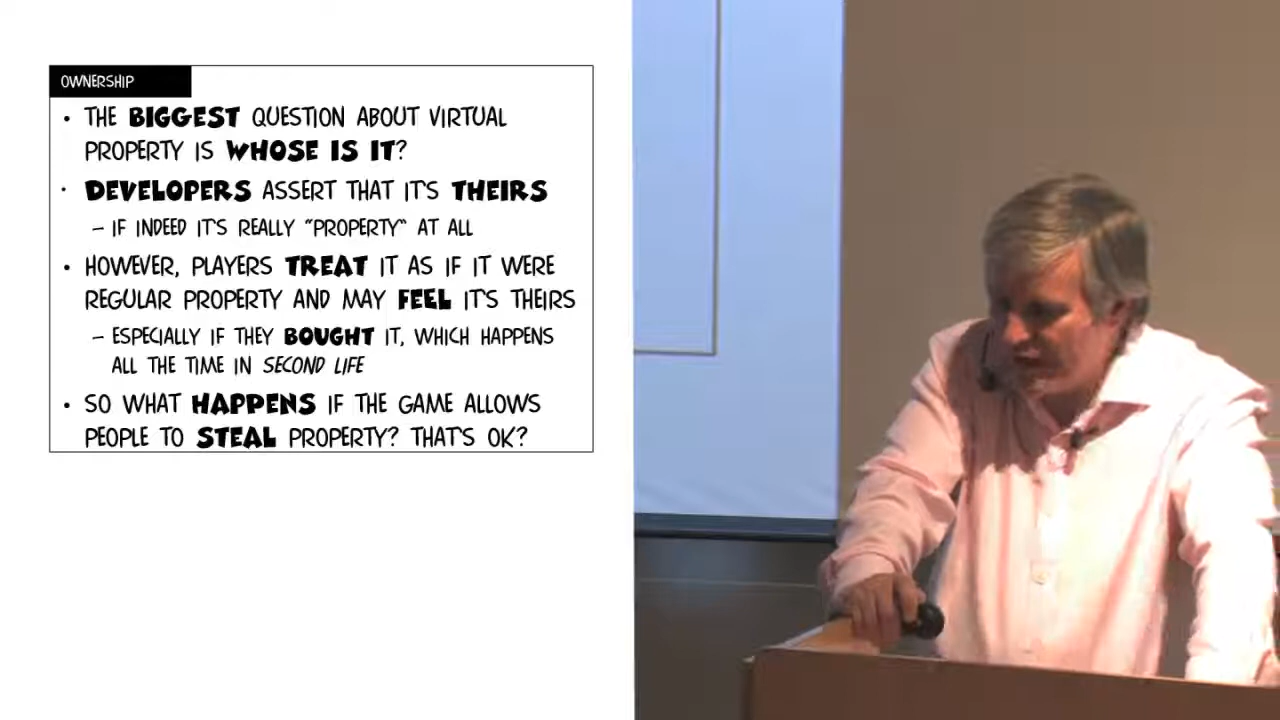 OWNERSHIP
• THE BIGGEST QUESTION ABOUT VIRTUAL
PROPERTY IS WHOSE IS IT?
• DEVELOPERS ASSERT THAT IT'S THEIRS
– IF INDEED IT'S REALLY "PROPERTY" AT ALL
• HOWEVER, PLAYERS TREAT IT AS IF IT WERE
REGULAR PROPERTY AND MAY FEEL IT'S THEIRS
– ESPECIALLY IF THEY BOUGHT IT, WHICH HAPPENS
ALL THE TIME IN SECOND LIFE
• SO WHAT HAPPENS IF THE GAME ALLOWS
PEOPLE TO STEAL PROPERTY? THAT'S OK?